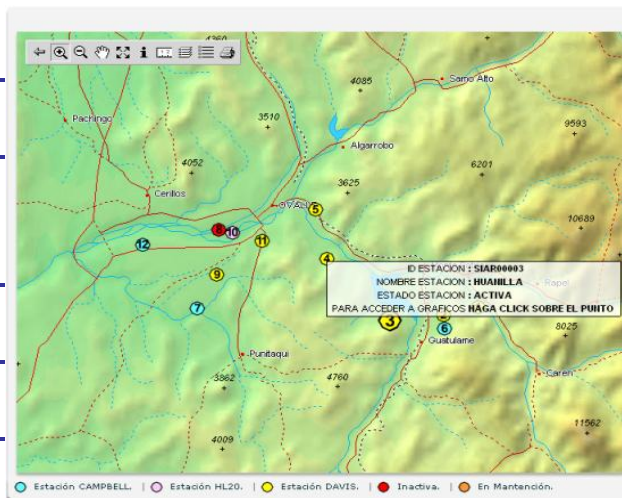 4360
4085
Samo Alto
Pachingo
3510
9593
Algarrobo
4052
6201
3625
Cerillos
OVALLE
5
10689
8
10
11
12
4
ID ESTACION : SIAR00003
NOMBRE ESTACION : HUANILLA
ESTADO ESTACION : ACTIVA
PARA ACCEDER A GRAFICOS HAGA CLICK SOBRE EL PUNTO
9
Rapel
7
3
6
8025
Guatulame
Punitaqui
Caren
3862
4760
11562
4009
Estación CAMPBELL. | Estación HL20. | Estación DAVIS. | Inactiva. | En Mantención.